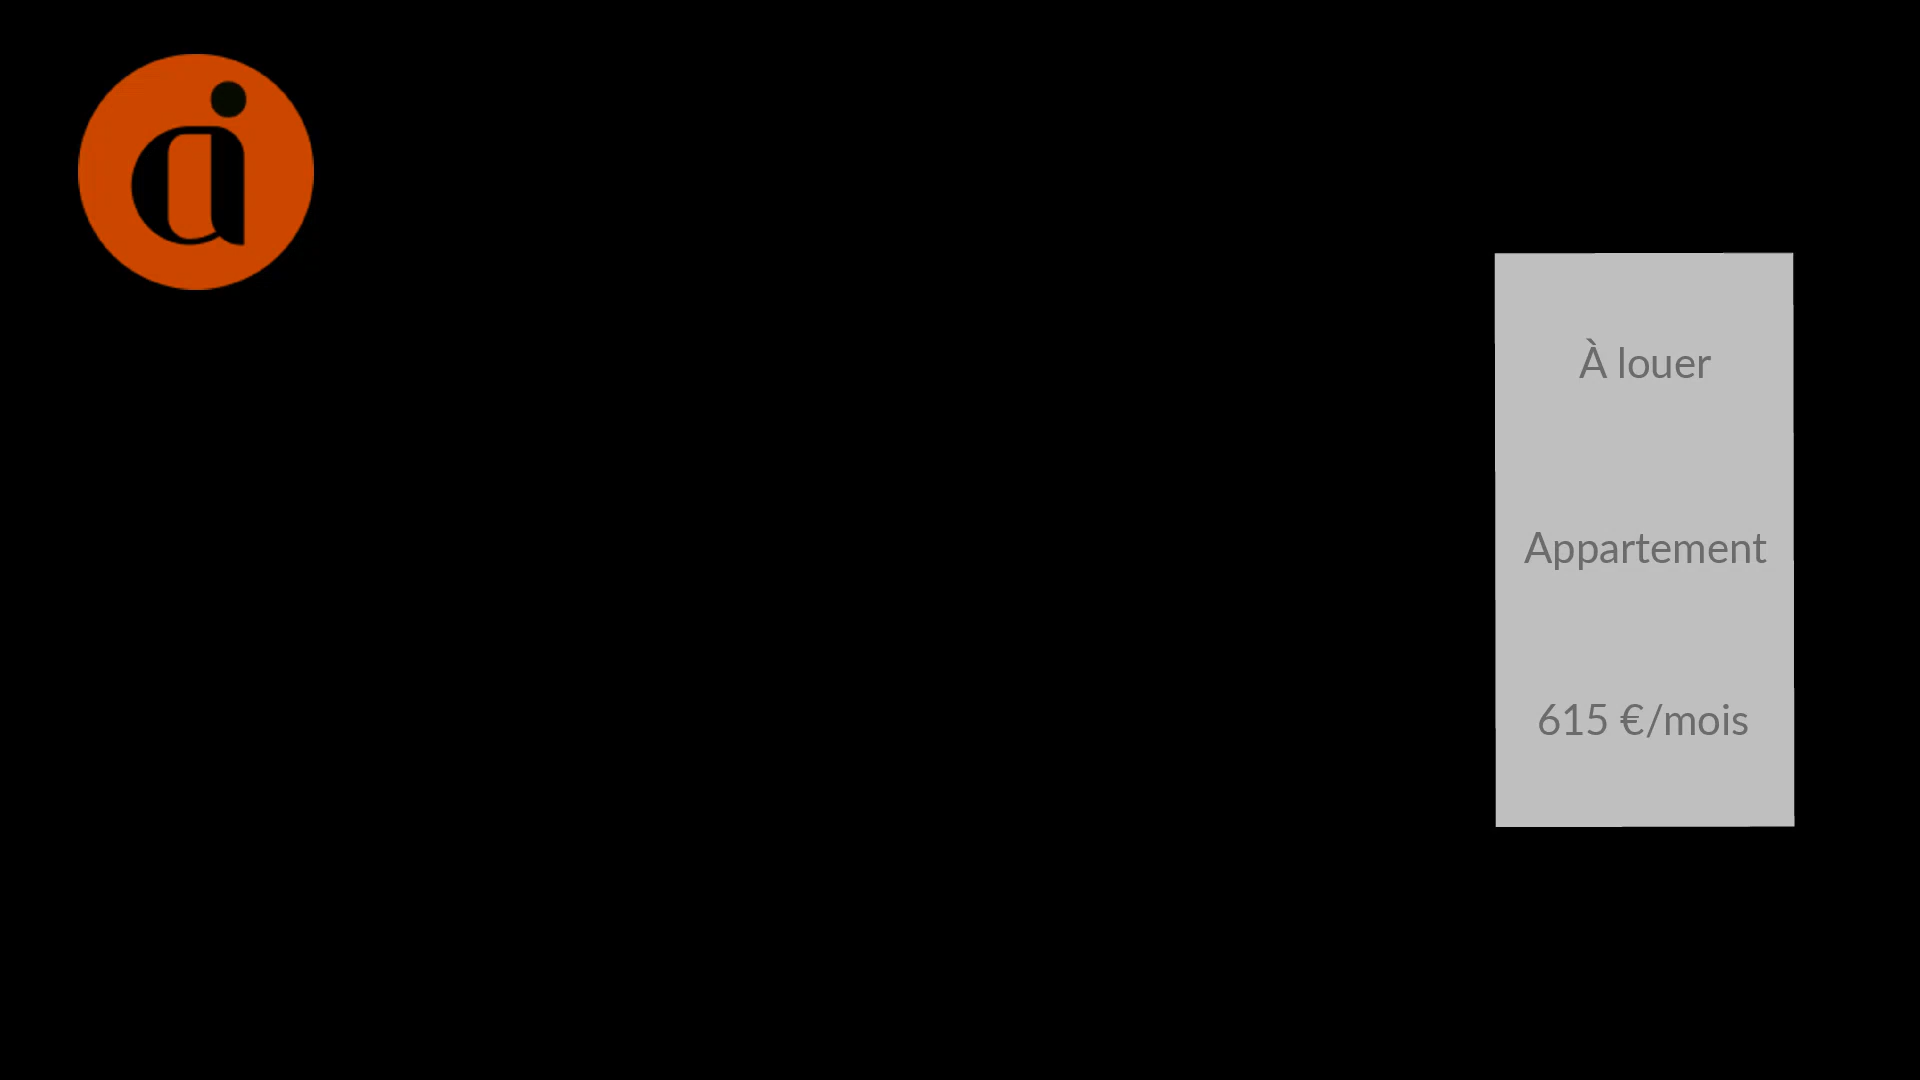 À louer
Appartement
615 €/mois